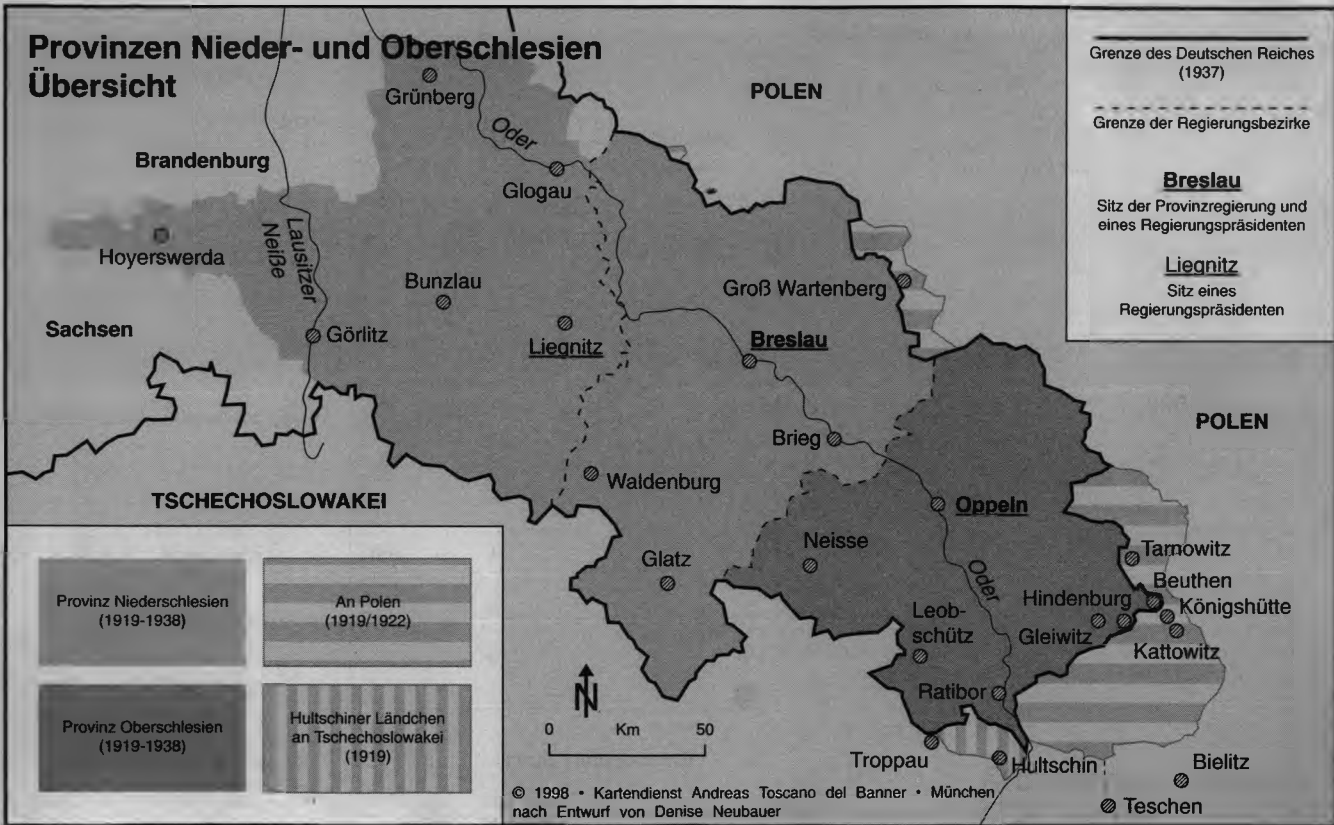 Provinzen Nieder- und Oberschlesien
Übersicht
Grenze des Deutschen Reiches
(1937)
Grenze der Regierungsbezirke
Breslau
Sitz der Provinzregierung und
eines Regierungspräsidenten
Liegnitz
Sitz eines
Regierungspräsidenten
POLEN
Grünberg
Oder
Brandenburg
Glogau
Hoyerswerda
Lausitzer
Neiße
Bunzlau
Groß Wartenberg
Sachsen
Görlitz
Liegnitz
Breslau
POLEN
Brieg
Waldenburg
TSCHECHOSLOWAKEI
Oppeln
Neisse
Glatz
Oder
Tarnowitz
Beuthen
Hindenburg
Königshütte
Leob-
schütz
Gleiwitz
Kattowitz
Ratibor
Troppau
Hultschin
Bielitz
Teschen
Provinz Niederschlesien
(1919-1938)
An Polen
(1919/1922)
Provinz Oberschlesien
(1919-1938)
Hultschiner Ländchen
an Tschechoslowakei
(1919)
N
0 Km 50
© 1998 • Kartendienst Andreas Toscano del Banner • München
nach Entwurf von Denise Neubauer